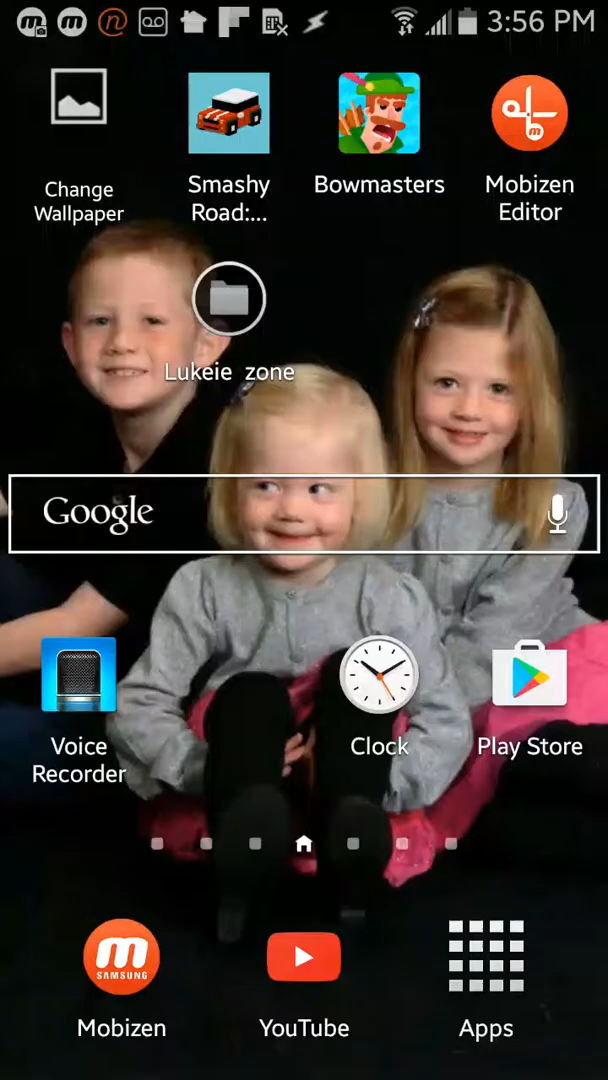 3:56 PM
Change
Wallpaper
Smashy
Road:...
Bowmasters
Mobizen
Editor
Lukeie zone
Google
Voice
Recorder
Clock
Play Store
m
SAMSUNG
Mobizen
YouTube
Apps